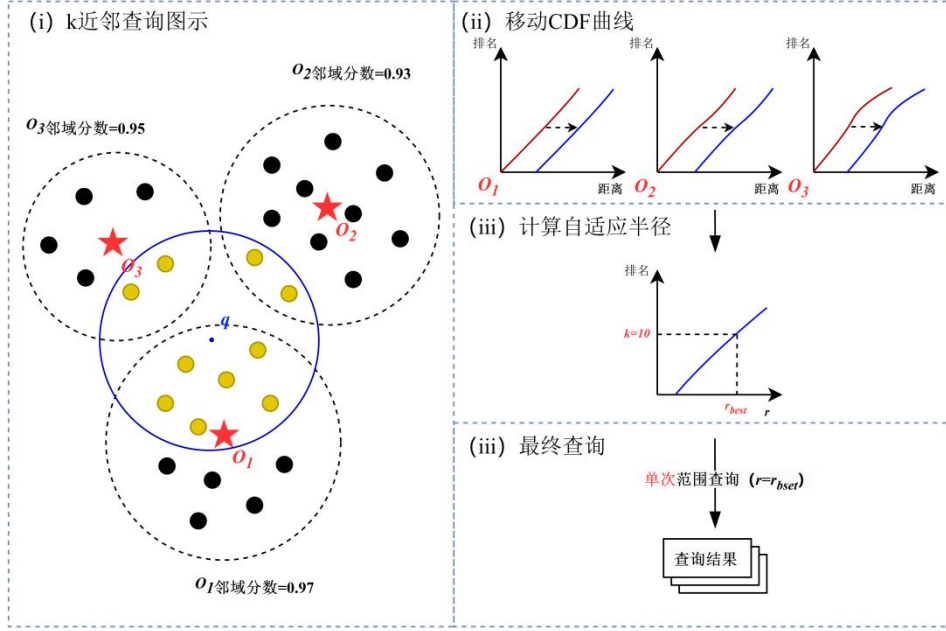 (i) k近邻查询图示
O2邻域分数=0.93
O3邻域分数=0.95
O2
O3
q
O1
O1邻域分数=0.97
(ii) 移动CDF曲线
排名
排名
排名
O1
距离
O2
距离
O3
距离
(iii) 计算自适应半径
排名
k=10
rbest
r
(iii) 最终查询
单次范围查询（r=rbset）
查询结果